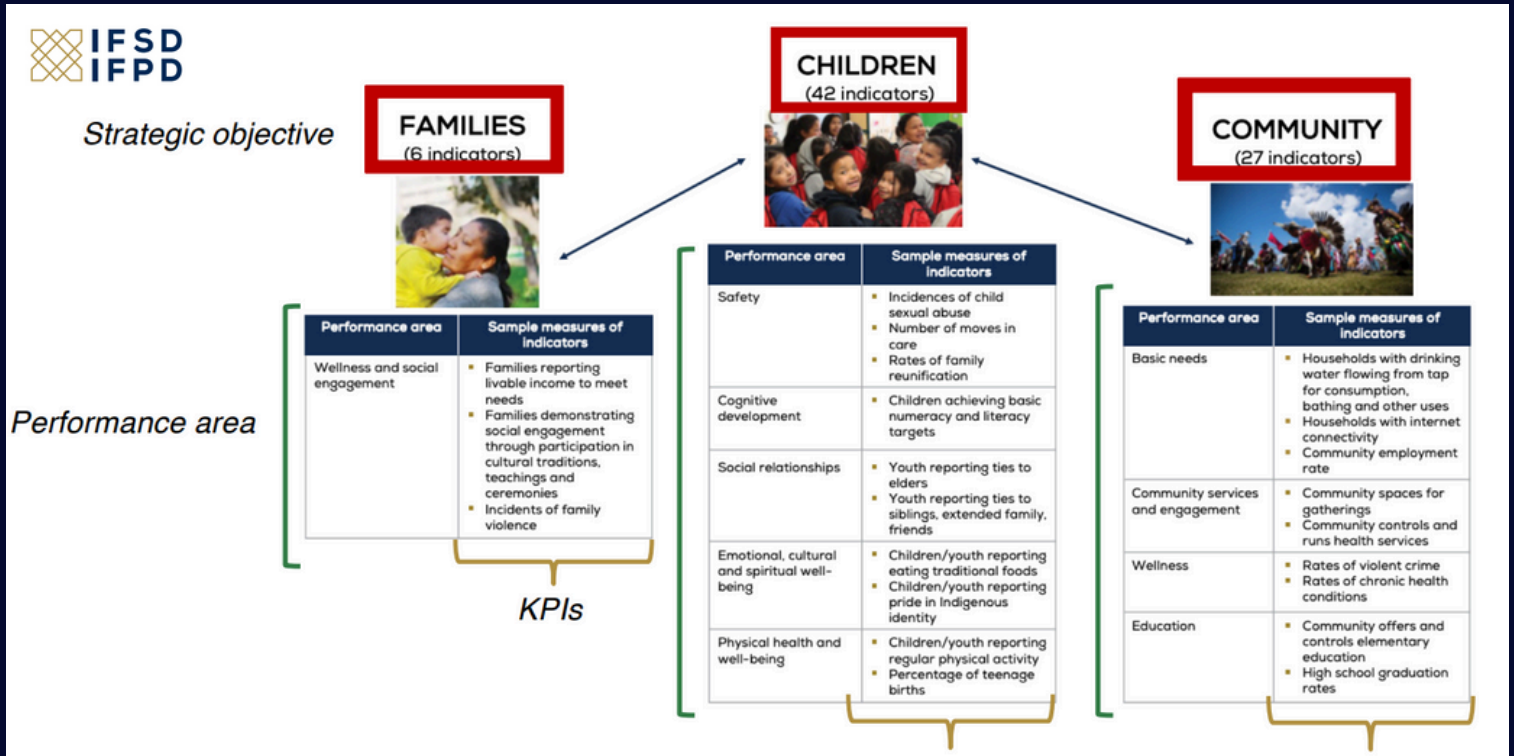 IFSD
IFPD
Strategic objective
FAMILIES
(6 indicators)
CHILDREN
(42 indicators)
COMMUNITY
(27 indicators)
Performance area
Performance area
Sample measures of
indicators
Wellness and social
engagement
Families reporting
livable income to meet
needs
Families demonstrating
social engagement
through participation in
cultural traditions,
teachings and
ceremonies
Incidents of family
violence
KPIs
Performance area
Sample measures of
indicators
Safety
Incidences of child
sexual abuse
Number of moves in
care
Rates of family
reunification
Cognitive
development
Children achieving basic
numeracy and literacy
targets
Social relationships
Youth reporting ties to
elders
Youth reporting ties to
siblings, extended family,
friends
Emotional, cultural
and spiritual well-
being
Children/youth reporting
eating traditional foods
Children/youth reporting
pride in Indigenous
identity
Physical health and
well-being
Children/youth reporting
regular physical activity
Percentage of teenage
births
Performance area
Sample measures of
indicators
Basic needs
Households with drinking
water flowing from tap
for consumption,
bathing and other uses
Households with internet
connectivity
Community employment
rate
Community services
and engagement
Community spaces for
gatherings
Community controls and
runs health services
Wellness
Rates of violent crime
Rates of chronic health
conditions
Education
Community offers and
controls elementary
education
High school graduation
rates